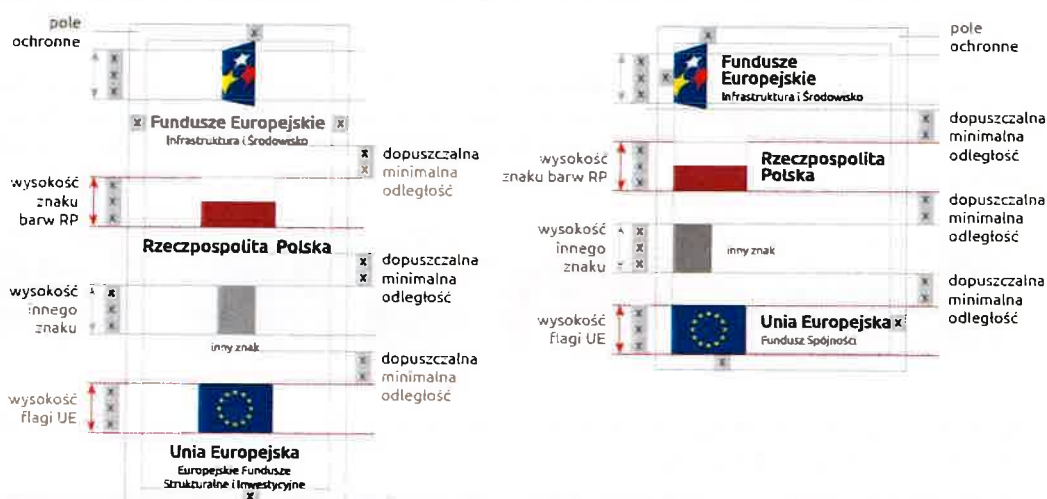 pole
ochronne
x
x
x
x
x Fundusze Europejskie x
Infrastruktura i Środowisko
x
x
dopuszczalna
minimalna
odległość
wysokość
znaku
barw RP
x
x
x
Rzeczpospolita Polska
x
x
dopuszczalna
minimalna
odległość
wysokość
innego
znaku
x
x
x
inny znak
x
x
dopuszczalna
minimalna
odległość
wysokość
flagi UE
x
x
x
Unia Europejska
Europejskie Fundusze
Strukturalne i Inwestycyjne
x
pole
ochronne
x
x
x
x
x
Fundusze
Europejskie
Infrastruktura i Środowisko
x
x
dopuszczalna
minimalna
odległość
wysokość
znaku barw RP
x
x
x
Rzeczpospolita
Polska
x
x
dopuszczalna
minimalna
odległość
wysokość
innego
znaku
x
x
x
inny znak
x
x
dopuszczalna
minimalna
odległość
wysokość
flagi UE
x
x
x
Unia Europejska x
Fundusz Spójności
x